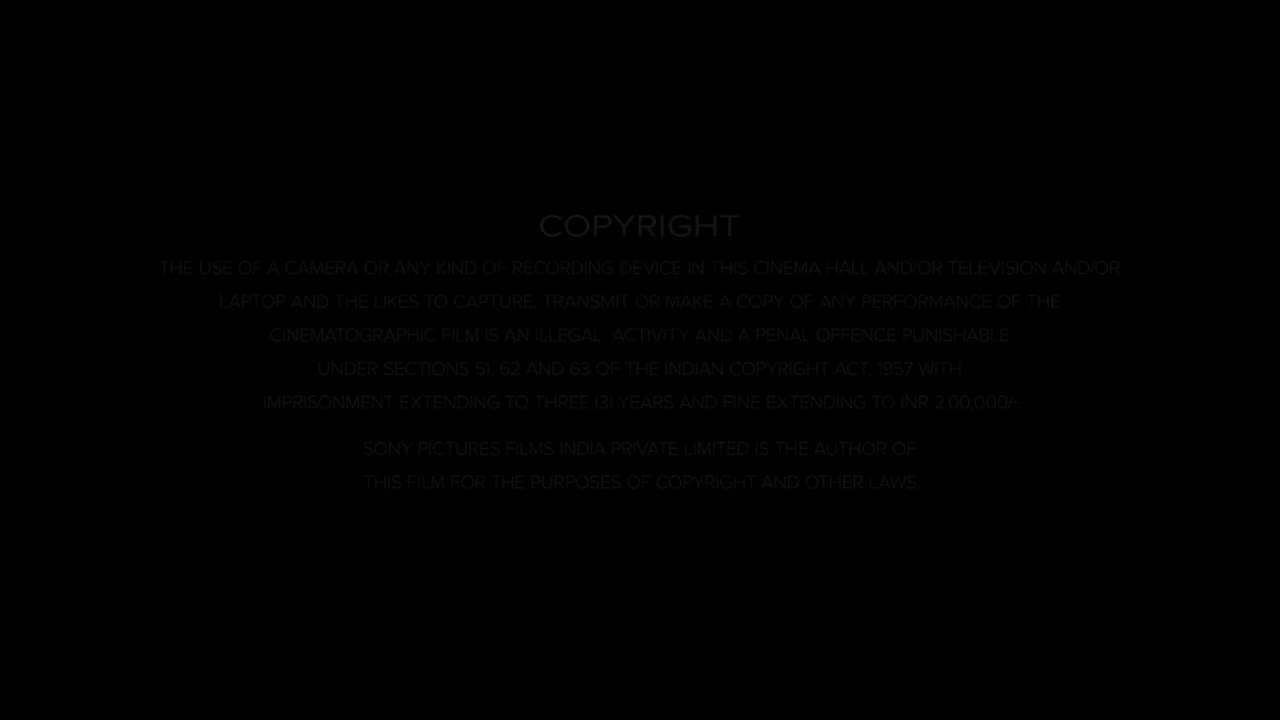 COPYRIGHT
THE USE OF A CAMERA OR ANY KIND OF RECORDING DEVICE IN THIS CINEMA HALL AND/OR TELEVISION AND/OR
LAPTOP AND THE LIKES TO CAPTURE, TRANSMIT OR MAKE A COPY OF ANY PERFORMANCE OF THE
CINEMATOGRAPHIC FILM IS AN ILLEGAL ACTIVITY AND A PENAL OFFENCE PUNISHABLE
UNDER SECTIONS 51, 62 AND 63 OF THE INDIAN COPYRIGHT ACT, 1957 WITH
IMPRISONMENT EXTENDING TO THREE (3) YEARS AND FINE EXTENDING TO INR 2,00,000/-.
SONY PICTURES FILMS INDIA PRIVATE LIMITED IS THE AUTHOR OF
THIS FILM FOR THE PURPOSES OF COPYRIGHT AND OTHER LAWS.